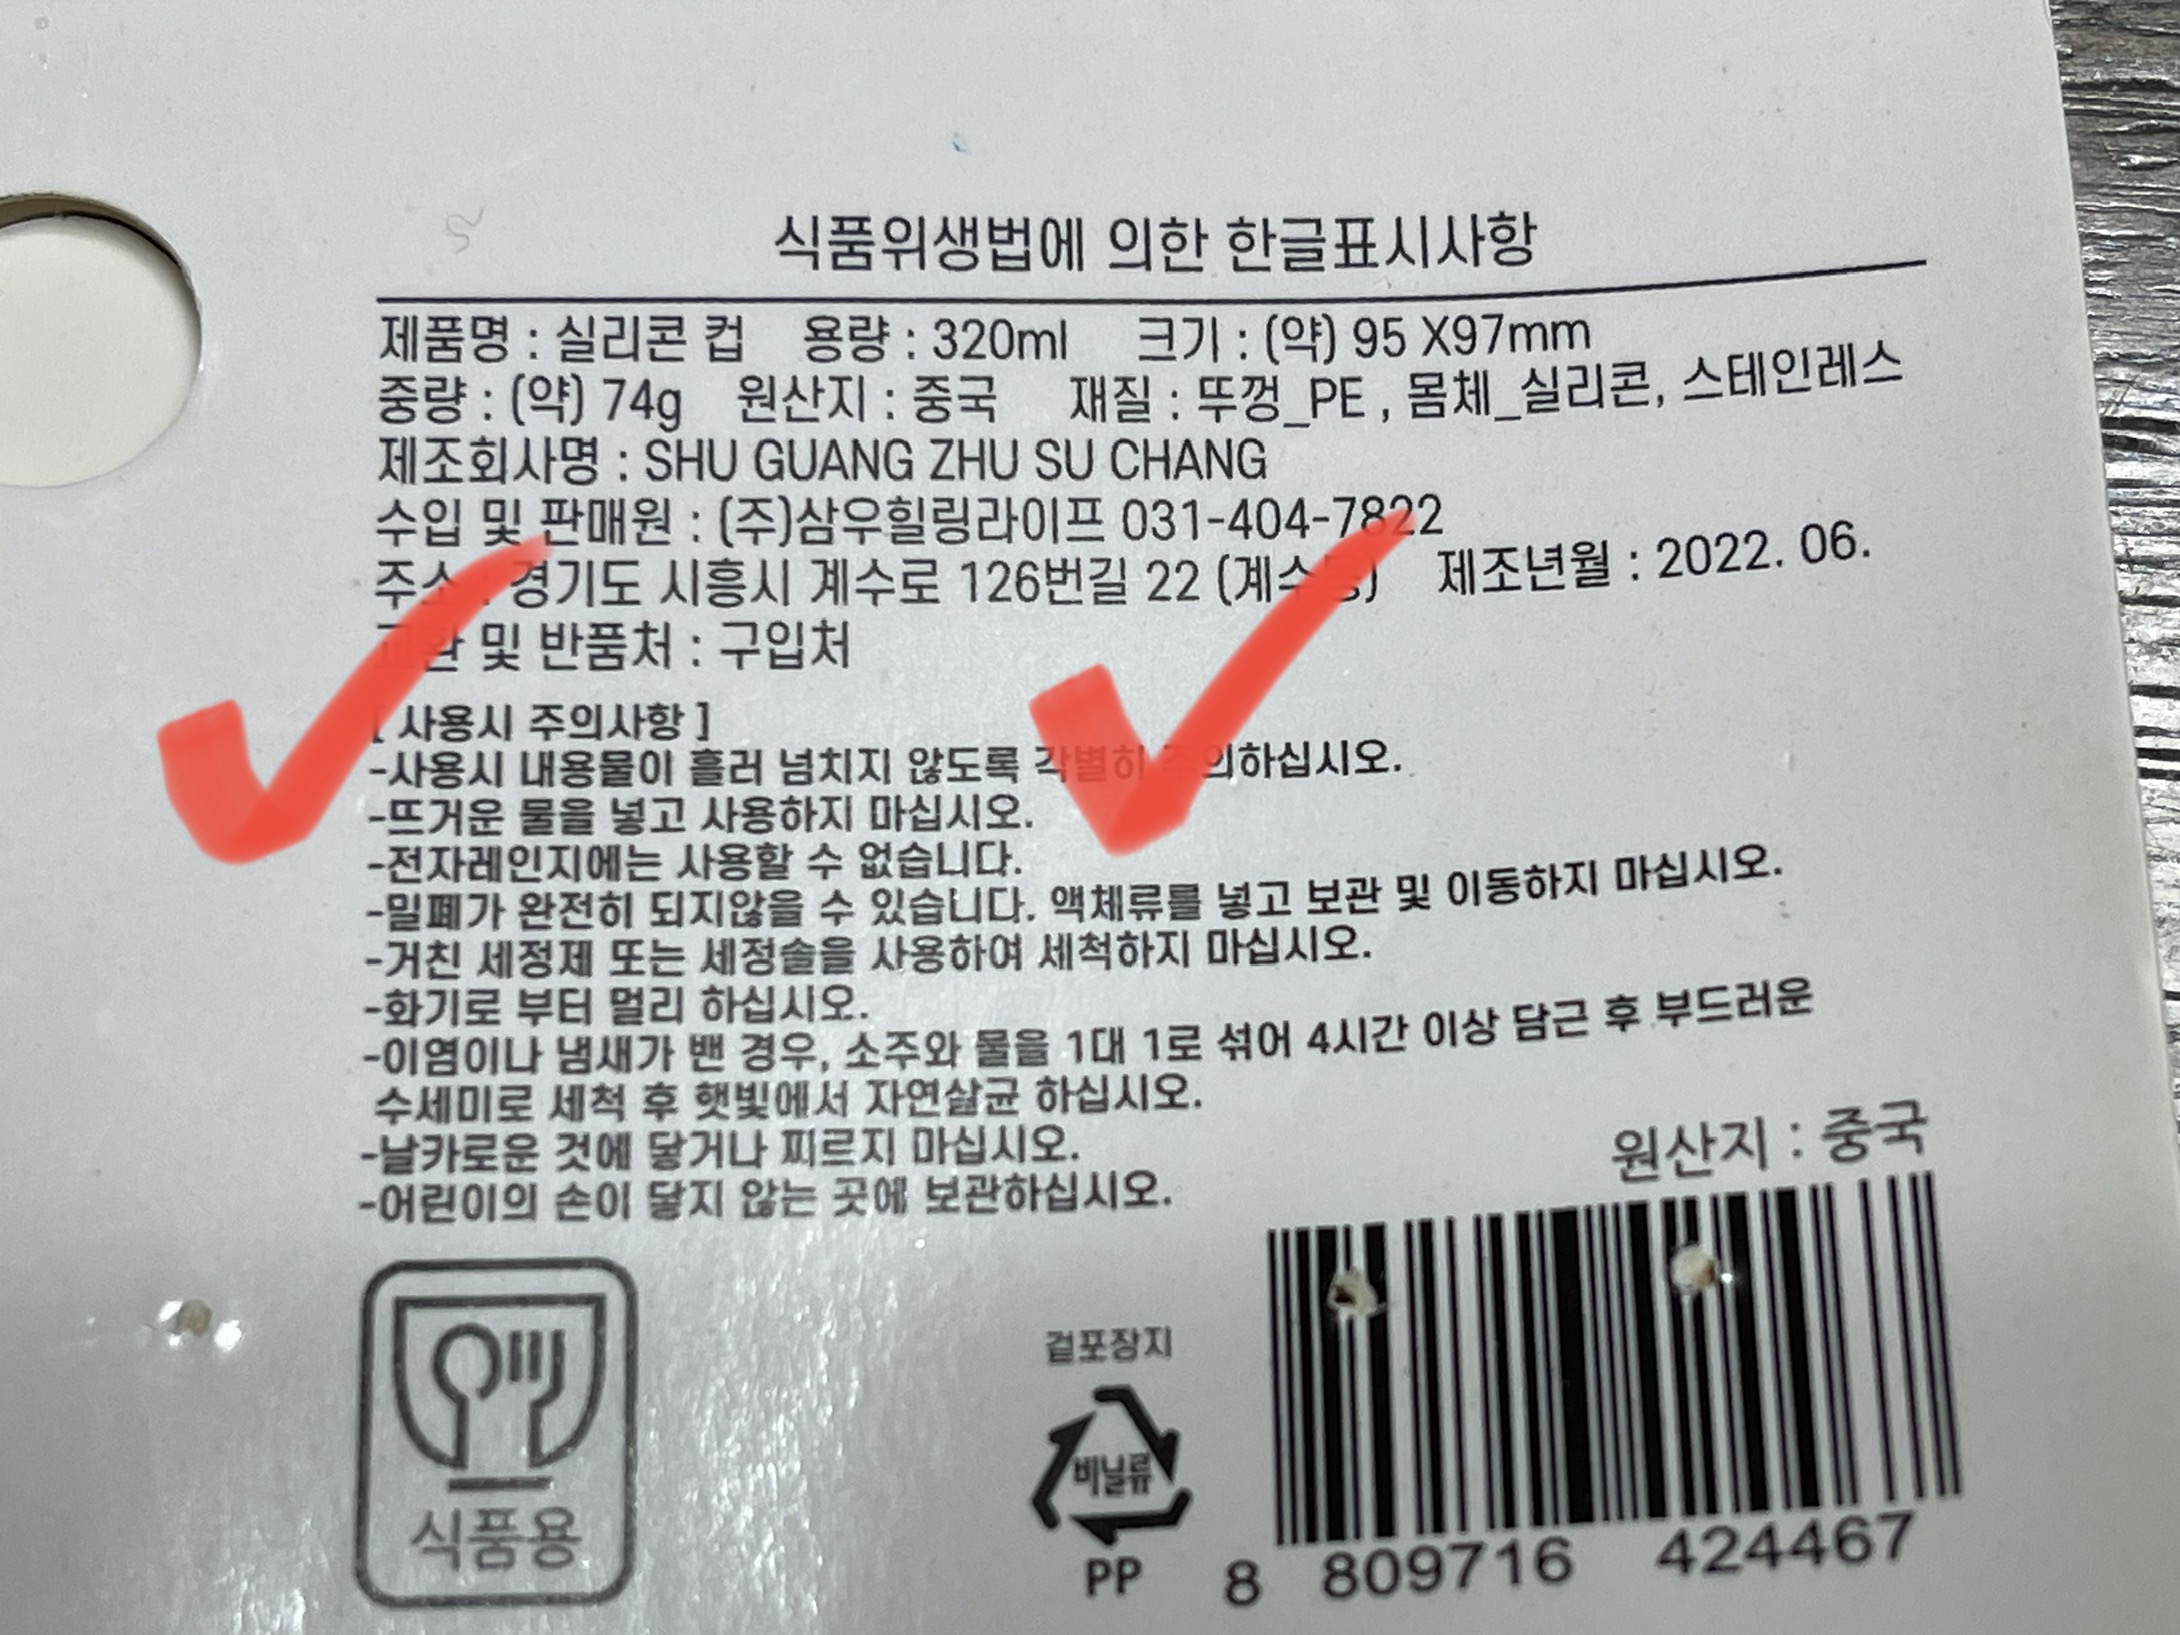 식품위생법에 의한 한글표시사항
제품명 : 실리콘 컵 용량 : 320ml 크기 : (약) 95 X97mm
중량 : (약) 74g 원산지 : 중국 재질 : 뚜껑_PE , 몸체_실리콘, 스테인레스
제조회사명 : SHU GUANG ZHU SU CHANG
수입 및 판매원 : (주)삼우힐링라이프 031-404-7822
주소 : 경기도 시흥시 계수로 126번길 22 (계수동) 제조년월 : 2022. 06.
교환 및 반품처 : 구입처
[ 사용시 주의사항 ]
-사용시 내용물이 흘러 넘치지 않도록 각별히 주의하십시오.
-뜨거운 물을 넣고 사용하지 마십시오.
-전자레인지에는 사용할 수 없습니다.
-밀폐가 완전히 되지않을 수 있습니다. 액체류를 넣고 보관 및 이동하지 마십시오.
-거친 세정제 또는 세정솔을 사용하여 세척하지 마십시오.
-화기로 부터 멀리 하십시오.
-이염이나 냄새가 밴 경우, 소주와 물을 1대 1로 섞어 4시간 이상 담근 후 부드러운
수세미로 세척 후 햇빛에서 자연살균 하십시오.
-날카로운 것에 닿거나 찌르지 마십시오.
-어린이의 손이 닿지 않는 곳에 보관하십시오.
원산지 : 중국
식품용
겉포장지
비닐류
PP
8 809716 424467